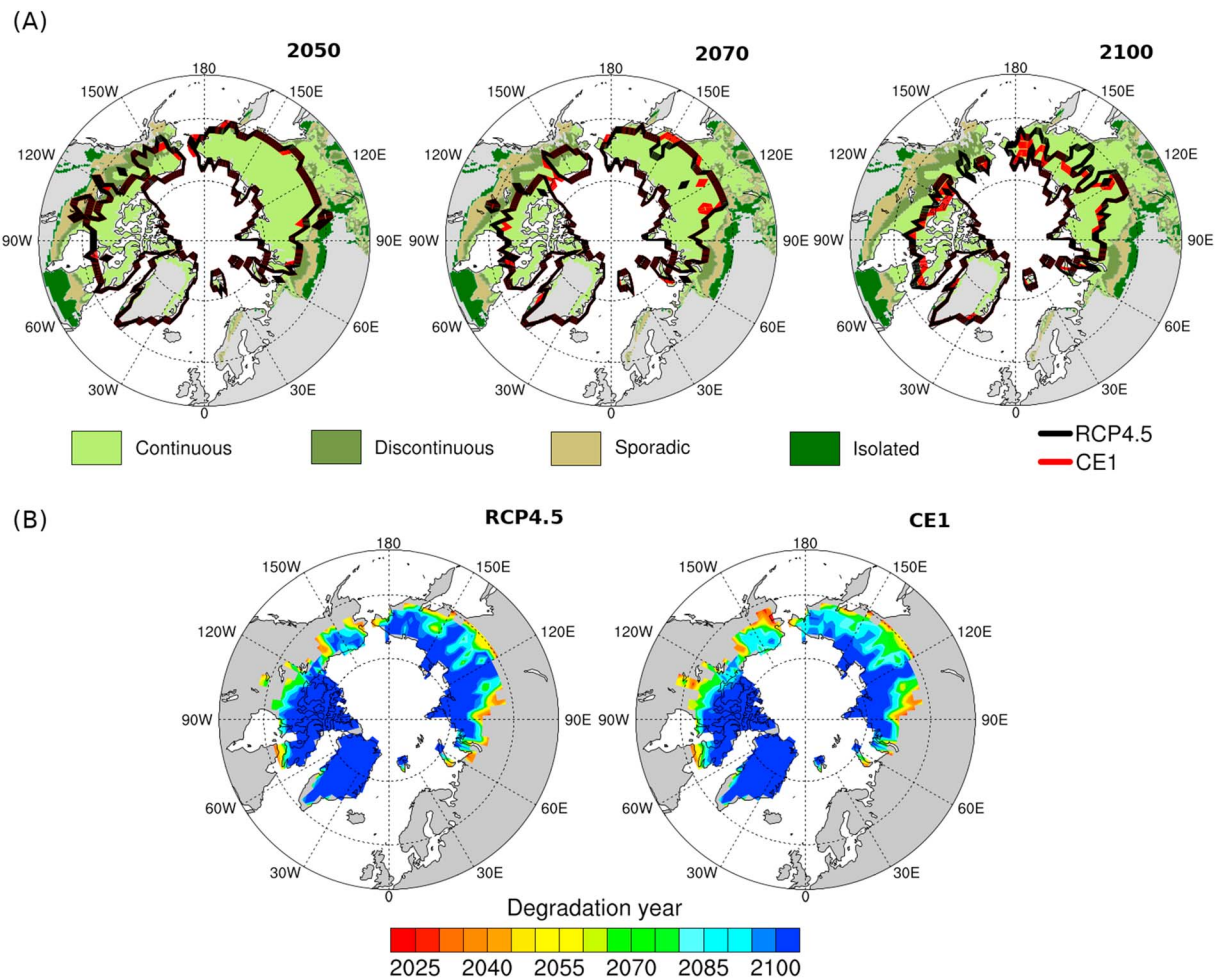 (A)
2050 2070 2100
180 180 180
150W 150E 150W 150E 150W 150E
120W 120E 120W 120E 120W 120E
90W 90E 90W 90E 90W 90E
60W 60E 60W 60E 60W 60E
30W 30E 30W 30E 30W 30E
0 0 0
Continuous Discontinuous Sporadic Isolated RCP4.5
CE1
(B)
RCP4.5 CE1
180 180
150W 150E 150W 150E
120W 120E 120W 120E
90W 90E 90W 90E
60W 60E 60W 60E
30W 30E 30W 30E
0 0
Degradation year
2025 2040 2055 2070 2085 2100